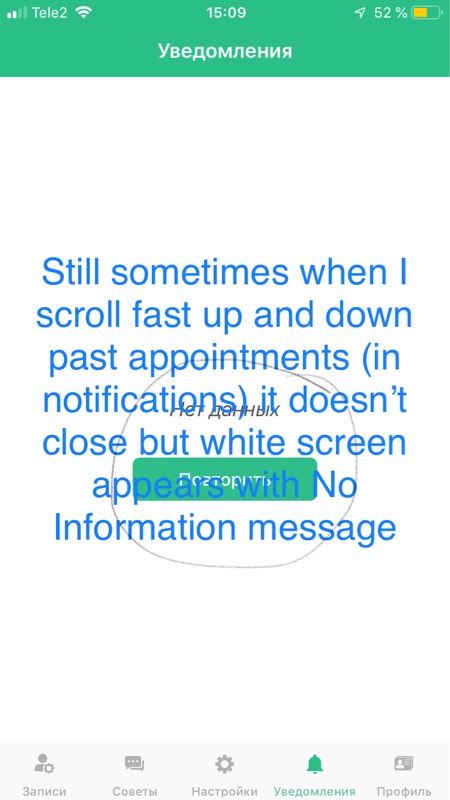 Tele2 15:09 52 %
Уведомления
Still sometimes when I
scroll fast up and down
past appointments (in
notifications) it doesn’t
Нет данных
close but white screen
appears with No
Повторить
Information message
Записи Советы Настройки Уведомления Профиль